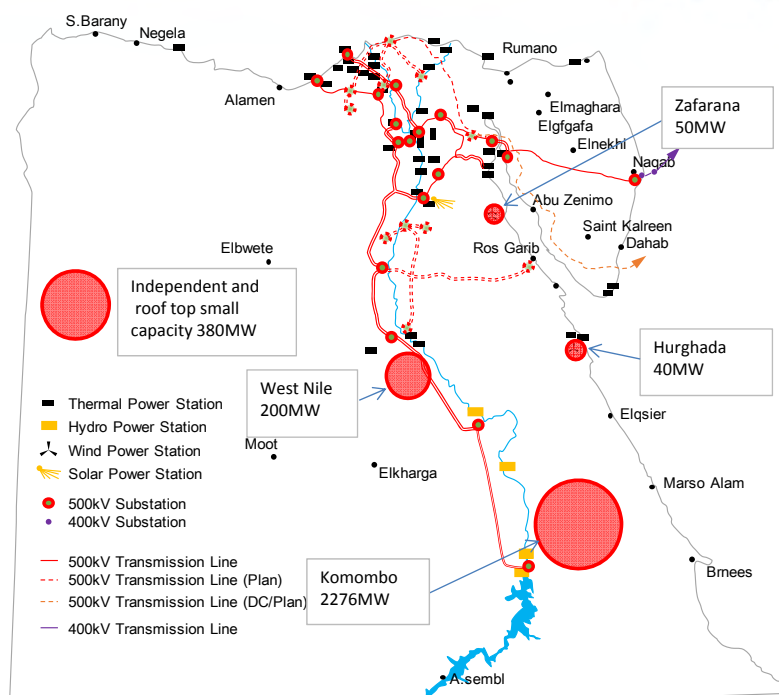 S.Barany
Negela
Rumano
Alamen
Elmaghara
Elgfgafa
Elnekhi
Zafarana
50MW
Naqab
Abu Zenimo
Saint Kalreen
Dahab
Elbwete
Ros Garib
Independent and
roof top small
capacity 380MW
Hurghada
40MW
West Nile
200MW
Thermal Power Station
Hydro Power Station
Wind Power Station
Solar Power Station
Elqsier
Moot
Elkharga
Marso Alam
500kV Substation
400kV Substation
500kV Transmission Line
500kV Transmission Line (Plan)
500kV Transmission Line (DC/Plan)
400kV Transmission Line
Komombo
2276MW
Bmees
A.sembl